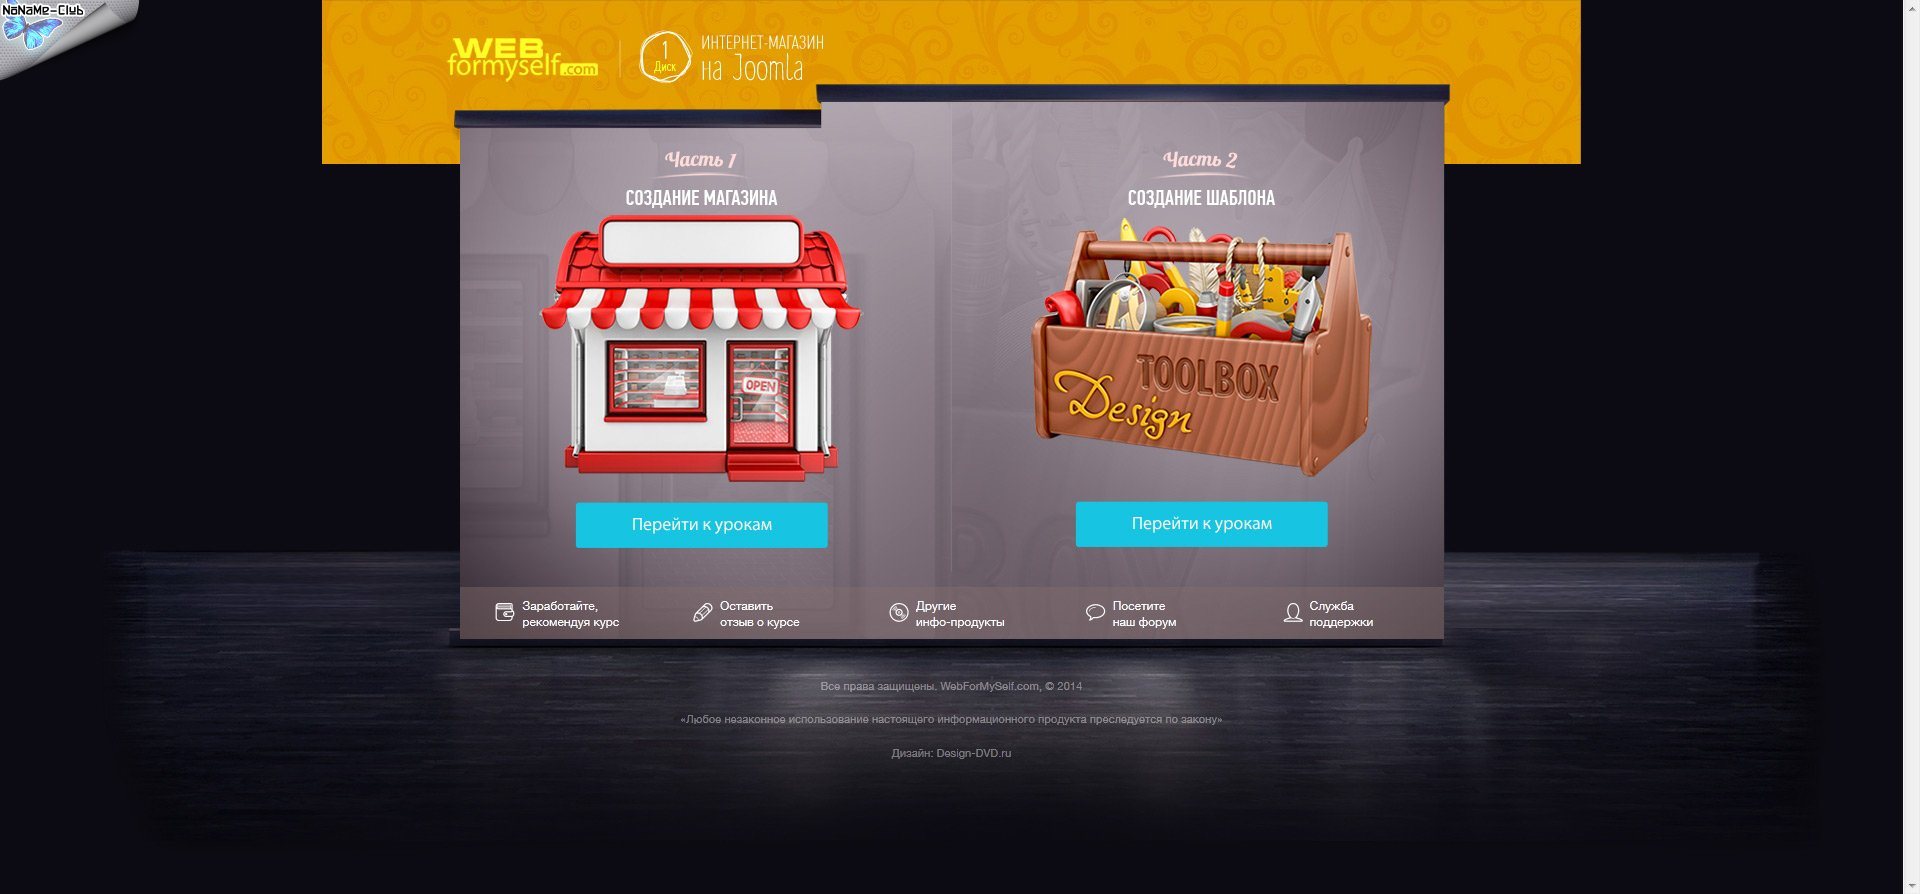 NaNaMe-Club
WEB
formyself.com
1
Диск
ИНТЕРНЕТ-МАГАЗИН
на Joomla
Часть 1
СОЗДАНИЕ МАГАЗИНА
OPEN
Перейти к урокам
Часть 2
СОЗДАНИЕ ШАБЛОНА
TOOLBOX
Design
Перейти к урокам
Заработайте,
рекомендуя курс
Оставить
отзыв о курсе
Другие
инфо-продукты
Посетите
наш форум
Служба
поддержки
Все права защищены. WebForMySelf.com, © 2014
«Любое незаконное использование настоящего информационного продукта преследуется по закону»
Дизайн: Design-DVD.ru